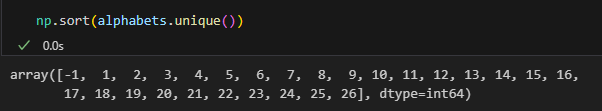 np.sort(alphabets.unique())
✓ 0.0s
array([-1, 1, 2, 3, 4, 5, 6, 7, 8, 9, 10, 11, 12, 13, 14, 15, 16,
17, 18, 19, 20, 21, 22, 23, 24, 25, 26], dtype=int64)